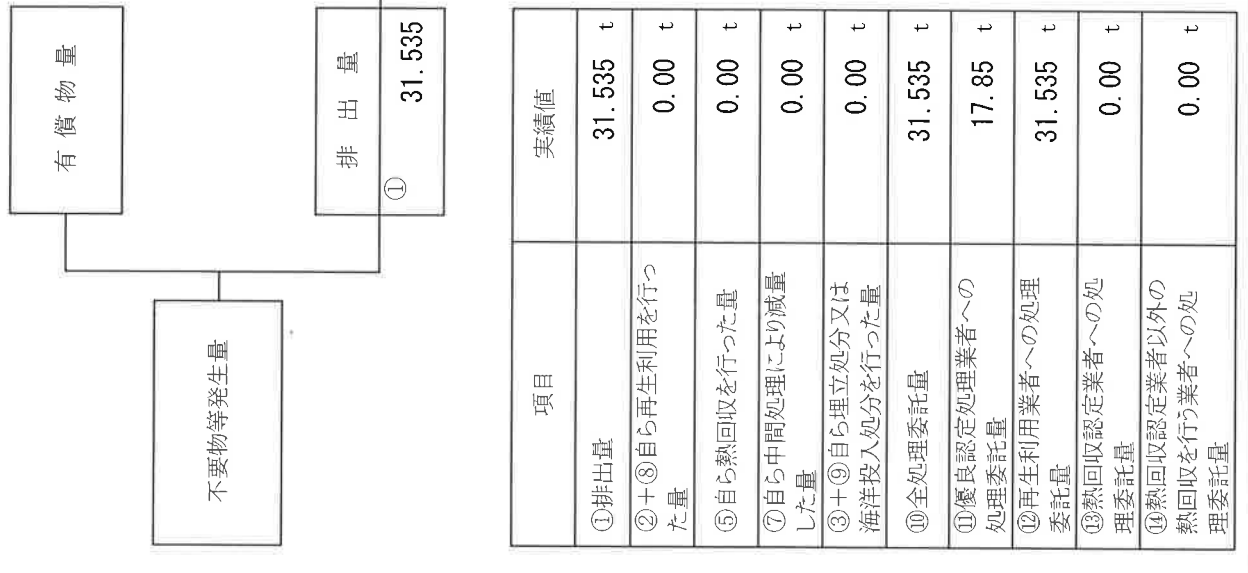 有償物量
不要物等発生量
排出量
①
31.535
項目 実績値
①排出量 31.535 t
②＋⑧自ら再生利用を行っ
た量 0.00 t
⑤自ら熱回収を行った量 0.00 t
⑦自ら中間処理により減量
した量 0.00 t
③＋⑨自ら埋立処分又は
海洋投入処分を行った量 0.00 t
⑩全処理委託量 31.535 t
⑪優良認定処理業者への
処理委託量 17.85 t
⑫再生利用業者への処理
委託量 31.535 t
⑬熱回収認定業者への処
理委託量 0.00 t
⑭熱回収認定業者以外の
熱回収を行う業者への処
理委託量 0.00 t